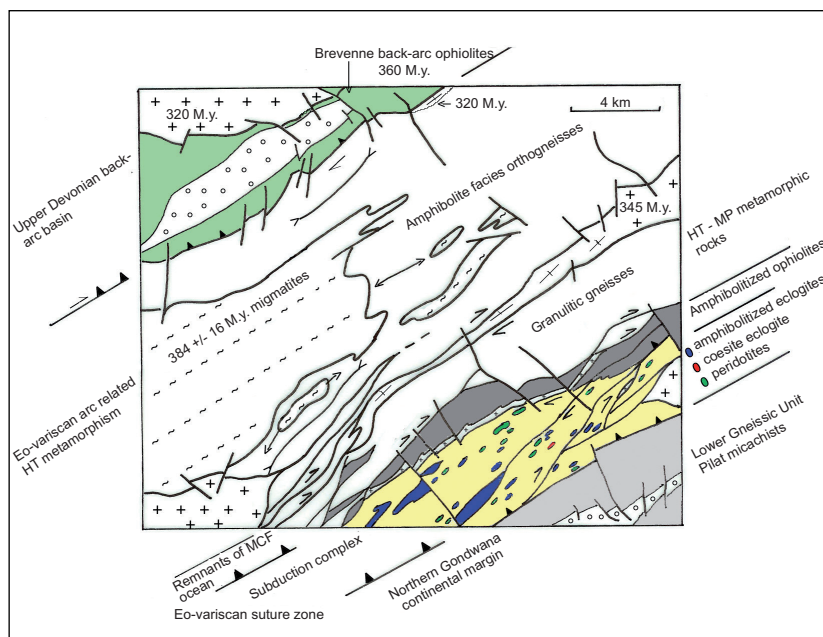 Brevenne back-arc ophiolites
360 M.y.
320 M.y.
320 M.y.
4 km
Upper Devonian back-
arc basin
Amphibolite facies orthogneisses
345 M.y.
HT - MP metamorphic
rocks
Granulitic gneisses
Amphibolitized ophiolites
384 +/- 16 M.y. migmatites
amphibolitized eclogites
coesite eclogite
peridotites
Eo-variscan arc related
HT metamorphism
Lower Gneissic Unit
Pilat micachists
Remnants of MCF
ocean
Subduction complex
Northern Gondwana
continental margin
Eo-variscan suture zone